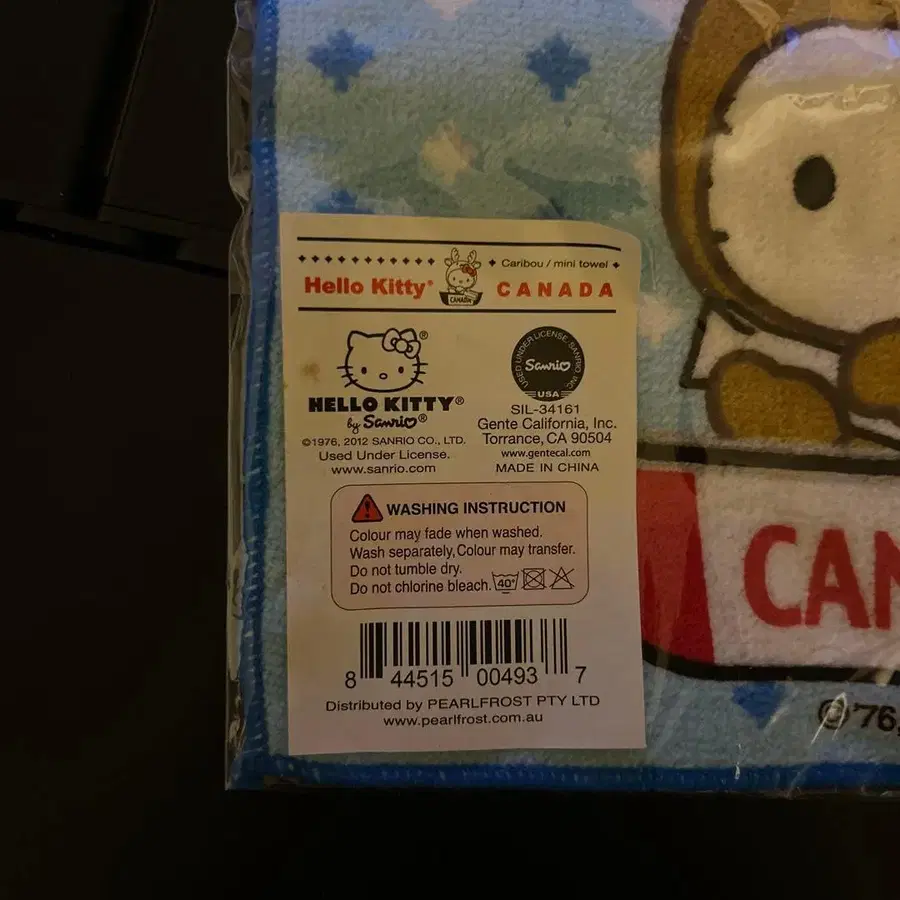 Caribou / mini towel
Hello Kitty® CANADA
CANADA
HELLO KITTY®
by Sanrio®
©1976, 2012 SANRIO CO., LTD.
Used Under License.
www.sanrio.com
USED UNDER LICENSE, SANRIO, INC.
Sanrio
USA
SIL-34161
Gente California, Inc.
Torrance, CA 90504
www.gentecal.com
MADE IN CHINA
WASHING INSTRUCTION
Colour may fade when washed.
Wash separately, Colour may transfer.
Do not tumble dry.
Do not chlorine bleach. 40°
8 44515 00493 7
Distributed by PEARLFROST PTY LTD
www.pearlfrost.com.au
CAN
©'76,